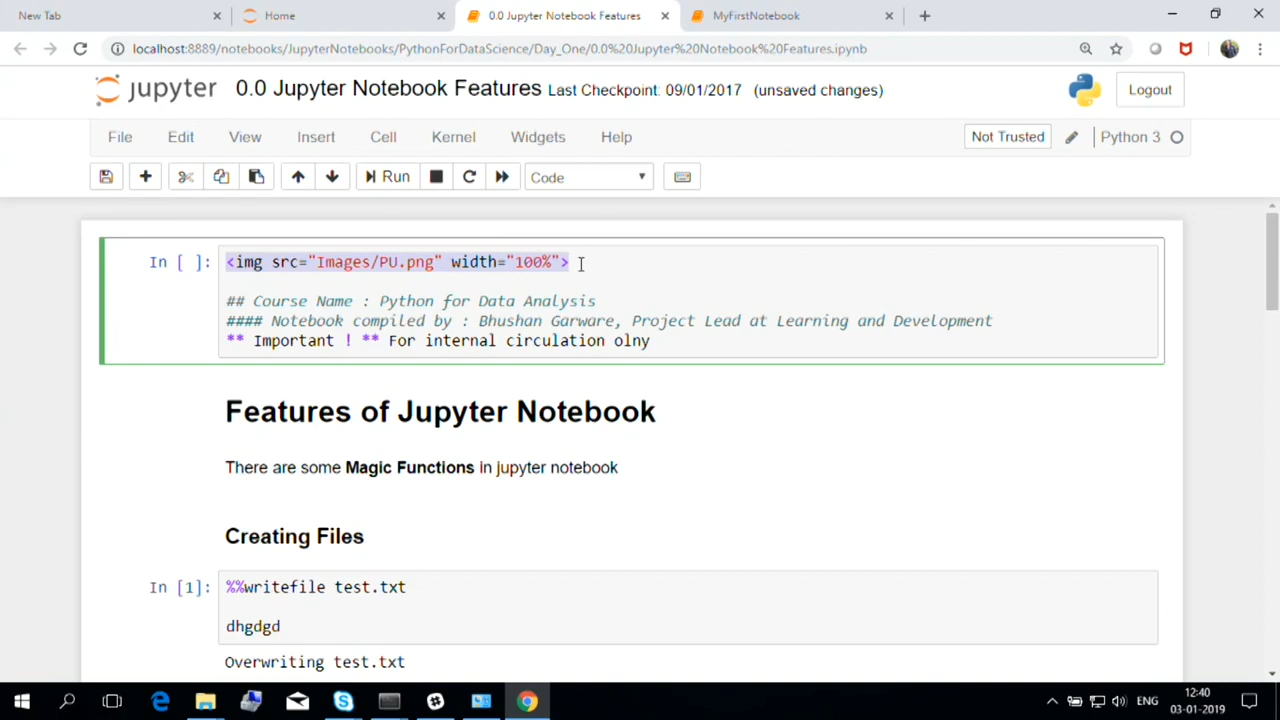 New Tab
Home
0.0 Jupyter Notebook Features
MyFirstNotebook
localhost:8889/notebooks/JupyterNotebooks/PythonForDataScience/Day_One/0.0%20Jupyter%20Notebook%20Features.ipynb
jupyter 0.0 Jupyter Notebook Features Last Checkpoint: 09/01/2017 (unsaved changes)
Logout
File Edit View Insert Cell Kernel Widgets Help
Not Trusted
Python 3
Run
Code
In [ ]: <img src="Images/PU.png" width="100%">
## Course Name : Python for Data Analysis
#### Notebook compiled by : Bhushan Garware, Project Lead at Learning and Development
** Important ! ** For internal circulation olny
Features of Jupyter Notebook
There are some Magic Functions in jupyter notebook
Creating Files
In [1]: %%writefile test.txt
dhgdgd
Overwriting test.txt
ENG
12:40
03-01-2019